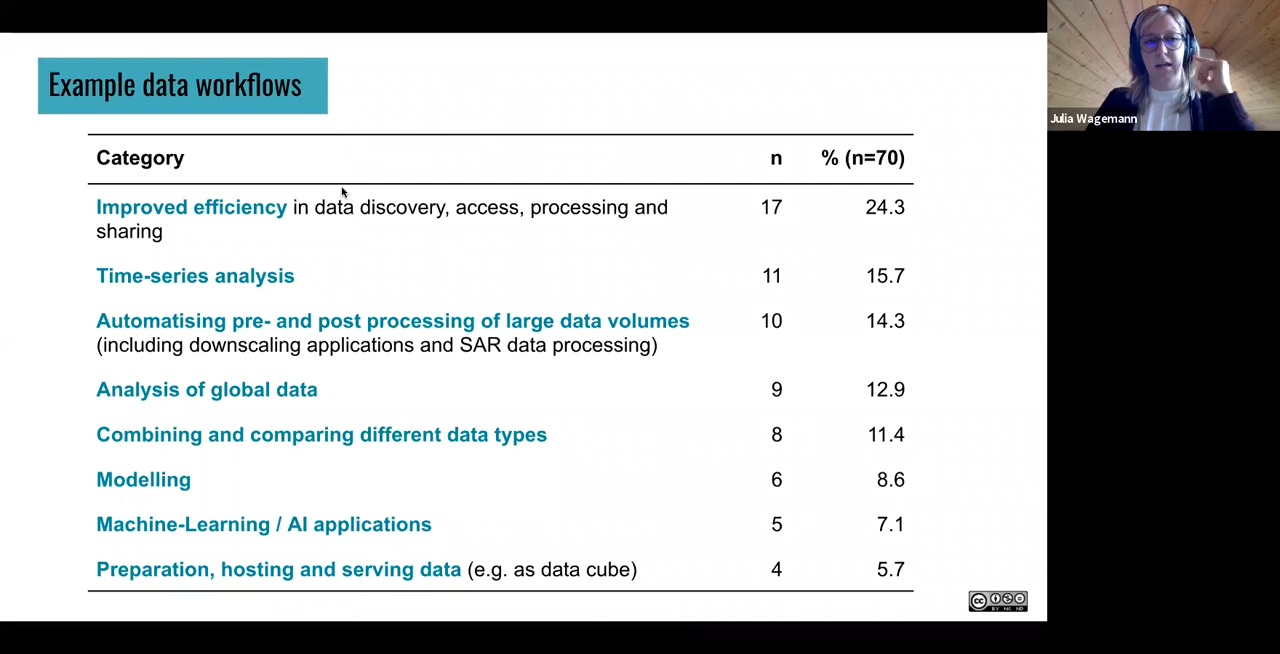 Example data workflows
Julia Wagemann
Category n % (n=70)
Improved efficiency in data discovery, access, processing and 17 24.3
sharing
Time-series analysis 11 15.7
Automatising pre- and post processing of large data volumes 10 14.3
(including downscaling applications and SAR data processing)
Analysis of global data 9 12.9
Combining and comparing different data types 8 11.4
Modelling 6 8.6
Machine-Learning / AI applications 5 7.1
Preparation, hosting and serving data (e.g. as data cube) 4 5.7
cc
BY NC ND